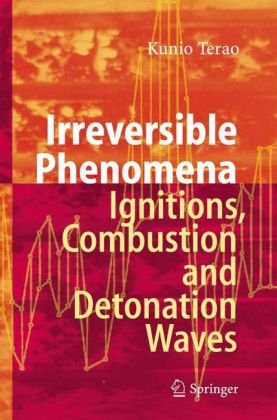 Kunio Terao
Irreversible
Phenomena
Ignitions,
Combustion
and
Detonation
Waves
Springer